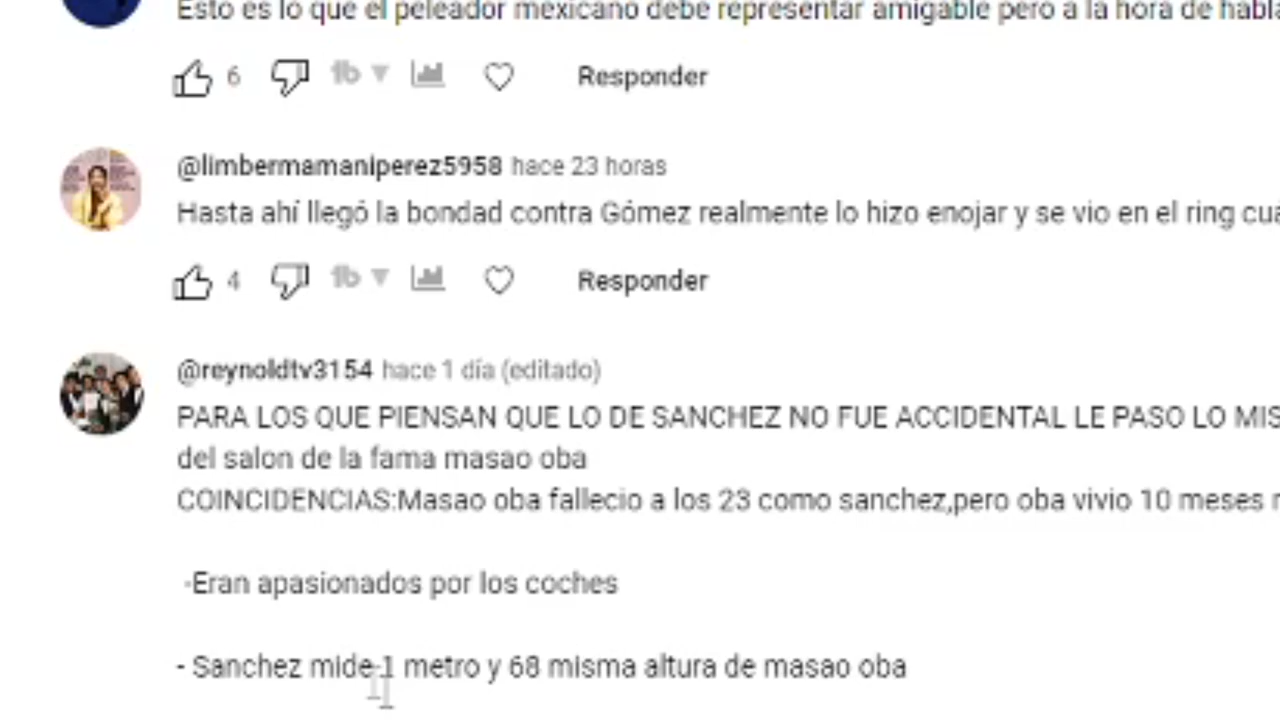 Esto es lo que el peleador mexicano debe representar amigable pero a la hora de habla
6 Responder
@limbermamaniperez5958 hace 23 horas
Hasta ahí llegó la bondad contra Gómez realmente lo hizo enojar y se vio en el ring cuá
4 Responder
@reynoldtv3154 hace 1 día (editado)
PARA LOS QUE PIENSAN QUE LO DE SANCHEZ NO FUE ACCIDENTAL LE PASO LO MIS
del salon de la fama masao oba
COINCIDENCIAS:Masao oba fallecio a los 23 como sanchez,pero oba vivio 10 meses
-Eran apasionados por los coches
- Sanchez mide 1 metro y 68 misma altura de masao oba